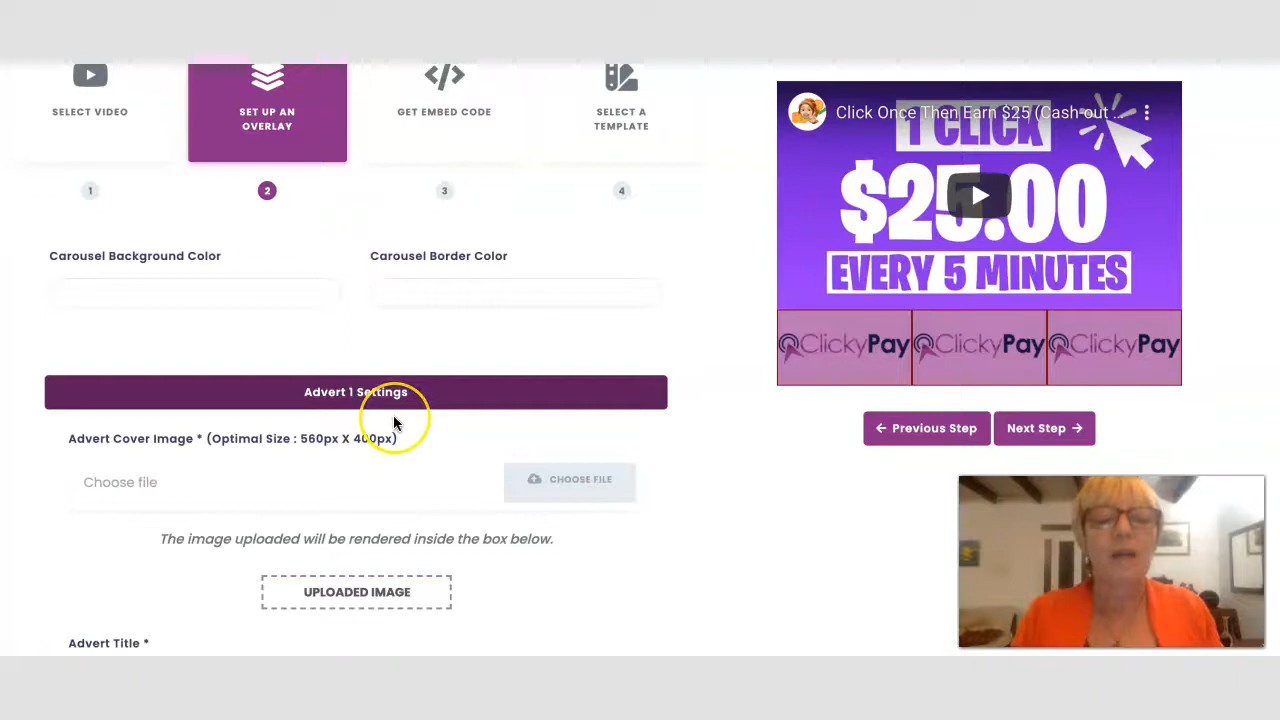 SELECT VIDEO
SET UP AN
OVERLAY
GET EMBED CODE
SELECT A
TEMPLATE
1
2
3
4
Carousel Background Color
Carousel Border Color
Advert 1 Settings
Advert Cover Image * (Optimal Size : 560px X 400px)
Choose file
CHOOSE FILE
The image uploaded will be rendered inside the box below.
UPLOADED IMAGE
Advert Title *
Click Once Then Earn $25 (Cash-out ...
1 CLICK
$25.00
EVERY 5 MINUTES
ClickyPay
ClickyPay
ClickyPay
Previous Step
Next Step